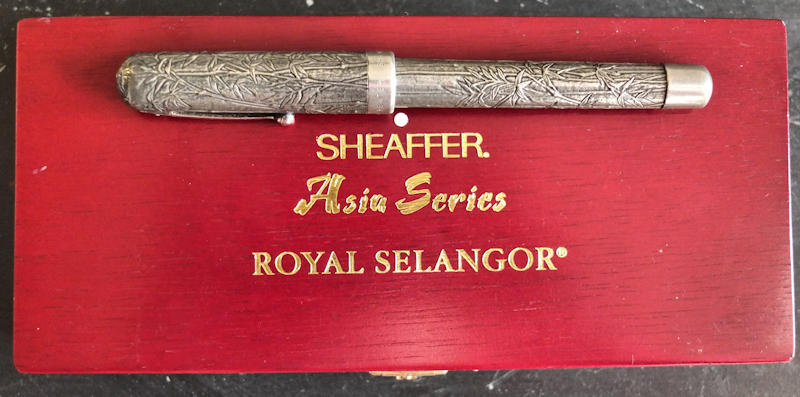 SHEAFFER.
Asia Series
ROYAL SELANGOR®